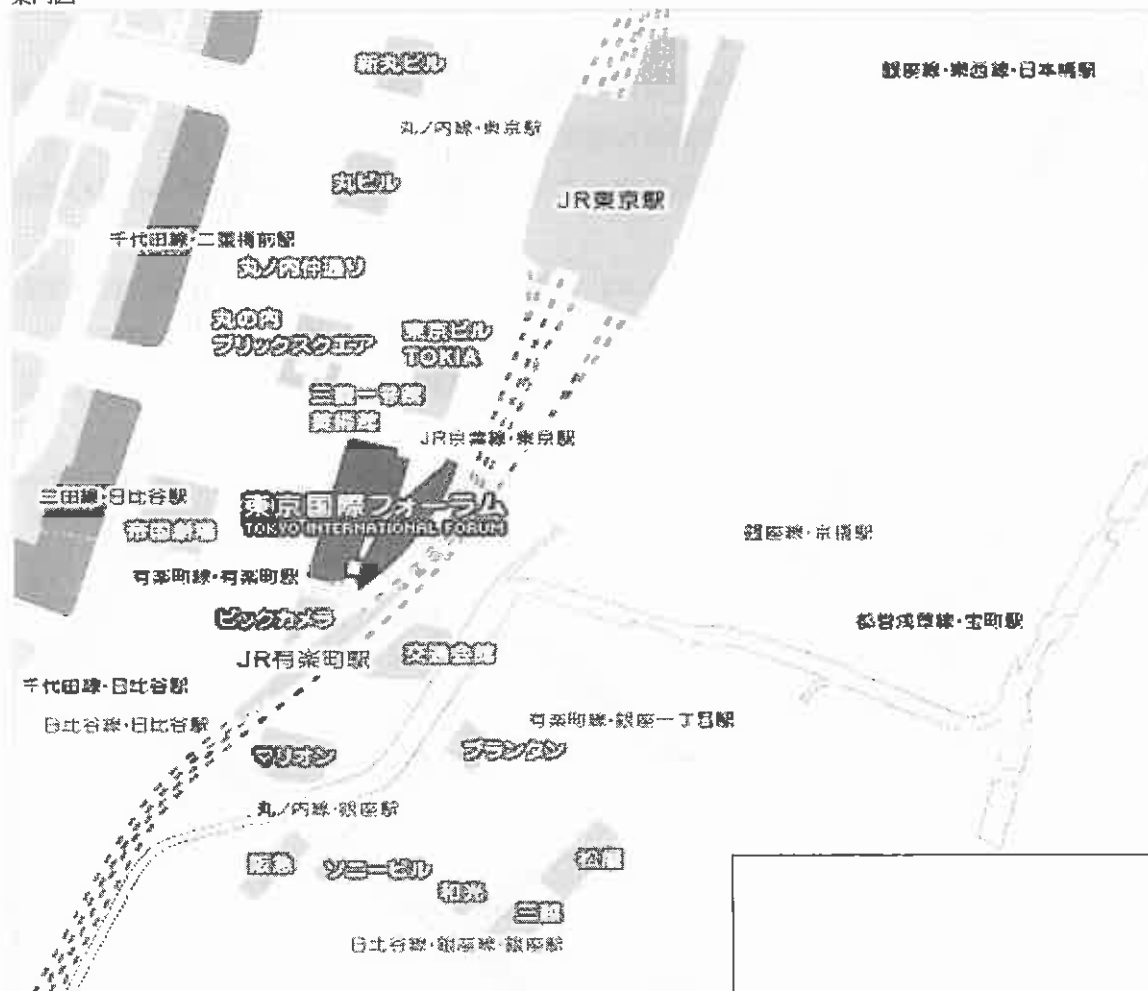 案内図
新丸ビル
銀座線・東西線・日本橋駅
丸ノ内線・東京駅
丸ビル
JR東京駅
千代田線・二重橋前駅
丸ノ内仲通り
丸の内
ブリックスクエア
東京ビル
TOKIA
三菱一号館
美術館
JR京葉線・東京駅
三田線・日比谷駅
東京国際フォーラム
TOKYO INTERNATIONAL FORUM
帝国劇場
銀座線・京橋駅
有楽町線・有楽町駅
ビックカメラ
都営浅草線・宝町駅
JR有楽町駅
交通会館
千代田線・日比谷駅
日比谷線・日比谷駅
有楽町線・銀座一丁目駅
マリオン
プランタン
丸ノ内線・銀座駅
阪急
ソニービル
松屋
和光
三越
日比谷線・銀座線・銀座駅